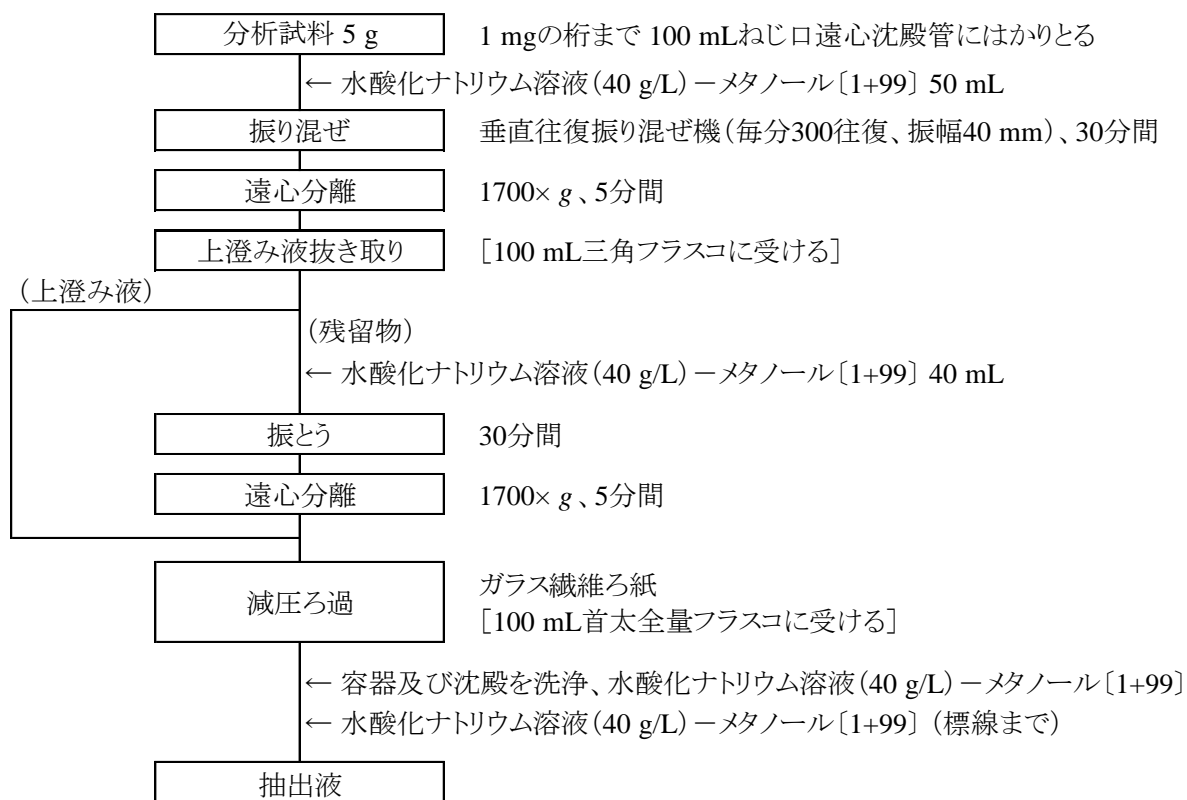 分析試料 5 g 1 mgの桁まで 100 mLねじ口遠心沈殿管にはかりとる
← 水酸化ナトリウム溶液(40 g/L)-メタノール〔1+99〕 50 mL
振り混ぜ 垂直往復振り混ぜ機(毎分300往復、振幅40 mm)、30分間
遠心分離 1700× g 、5分間
上澄み液抜き取り [100 mL三角フラスコに受ける]
(上澄み液)
(残留物)
← 水酸化ナトリウム溶液(40 g/L)-メタノール〔1+99〕 40 mL
振とう 30分間
遠心分離 1700× g 、5分間
減圧ろ過 ガラス繊維ろ紙
[100 mL首太全量フラスコに受ける]
← 容器及び沈殿を洗浄、水酸化ナトリウム溶液(40 g/L)-メタノール〔1+99〕
← 水酸化ナトリウム溶液(40 g/L)-メタノール〔1+99〕 (標線まで)
抽出液